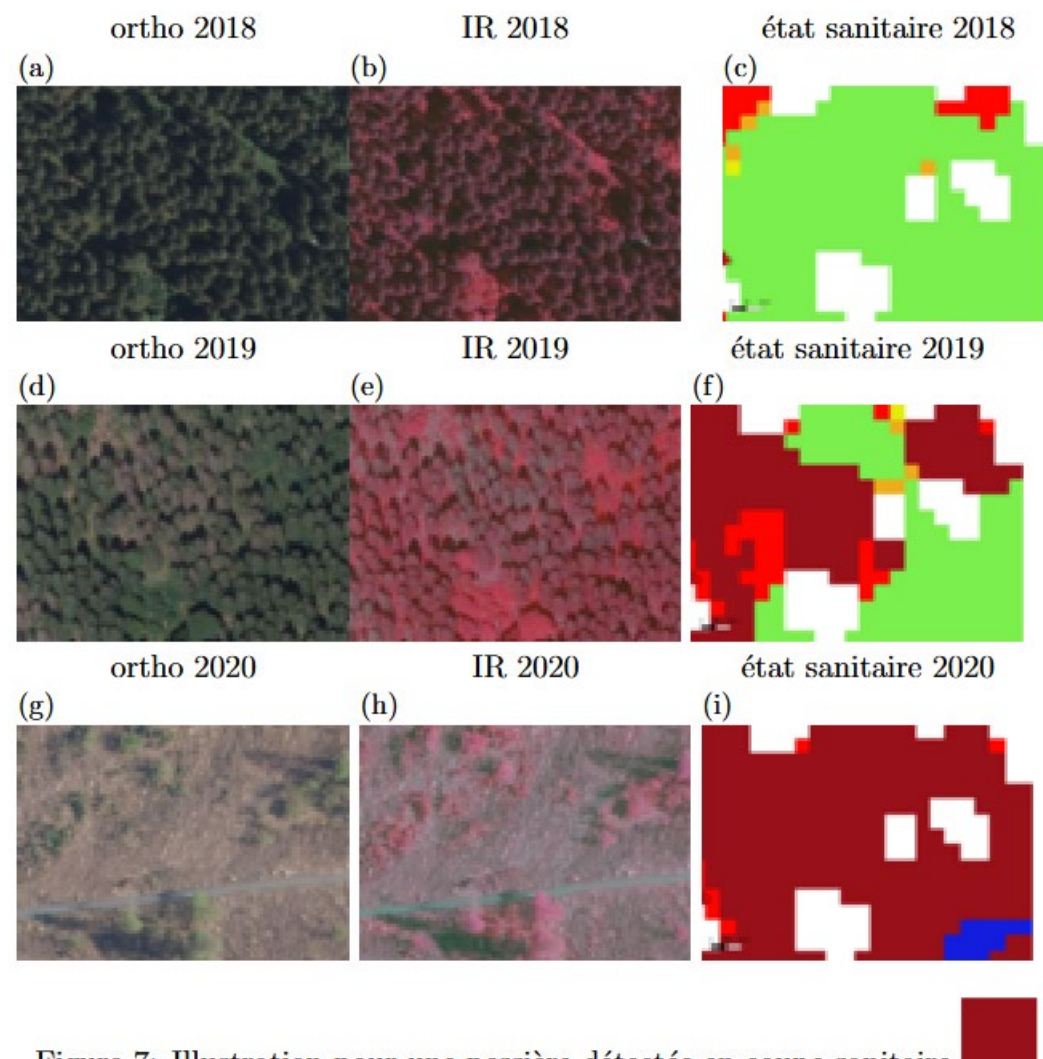 ortho 2018 IR 2018 état sanitaire 2018
(a) (b) (c)
ortho 2019 IR 2019 état sanitaire 2019
(d) (e) (f)
ortho 2020 IR 2020 état sanitaire 2020
(g) (h) (i)
Figure 7: Illustration pour une pessière détectée en coupe sanitaire